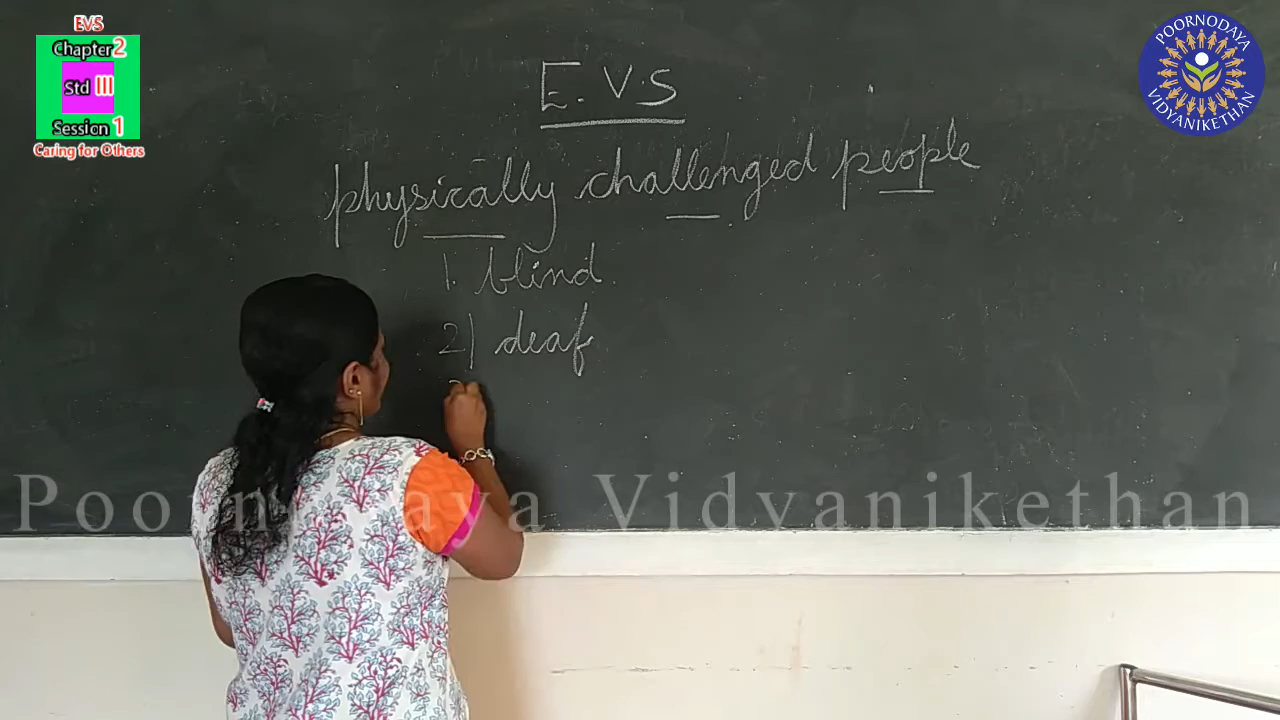 EVS
Chapter 2
Std III
Session 1
Caring for Others
POORNODAYA VIDYANIKETHAN
E.V.S
physically challenged people
1. blind.
2) deaf
Poornodaya Vidyanikethan